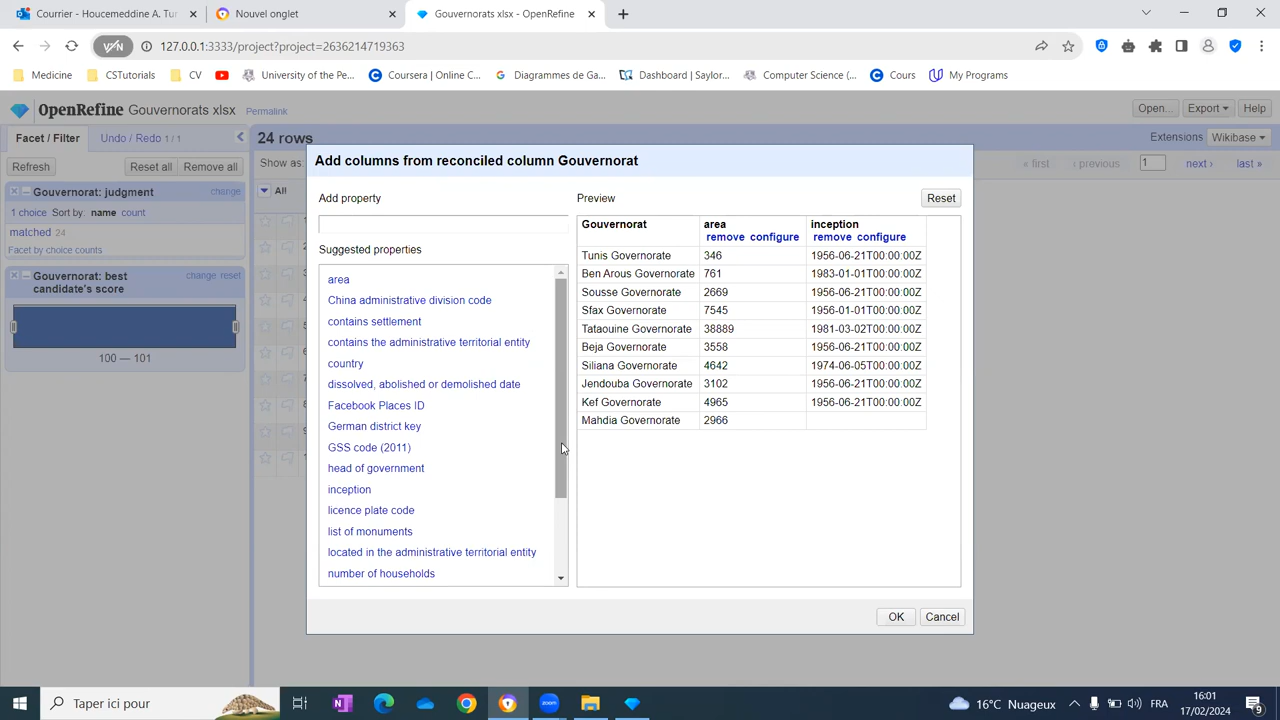 Courrier - Houcemeddine A. Tur
Nouvel onglet
Gouvernorats xlsx - OpenRefine
127.0.0.1:3333/project?project=2636214719363
Medicine
CSTutorials
CV
University of the Pe...
Coursera | Online C...
Diagrammes de Ga...
Dashboard | Saylor...
Computer Science (...
Cours
My Programs
OpenRefine Gouvernorats xlsx Permalink
Open... Export Help
Facet / Filter Undo / Redo 1 / 1
24 rows
Extensions Wikibase
Refresh Reset all Remove all
Show as:
« first ‹ previous 1 next › last »
Gouvernorat: judgment change
1 choice Sort by: name count
matched 24
Facet by choice counts
Gouvernorat: best candidate's score change reset
100 — 101
All
Add columns from reconciled column Gouvernorat
Add property
Suggested properties
area
China administrative division code
contains settlement
contains the administrative territorial entity
country
dissolved, abolished or demolished date
Facebook Places ID
German district key
GSS code (2011)
head of government
inception
licence plate code
list of monuments
located in the administrative territorial entity
number of households
Preview Reset
Gouvernorat area inception
remove configure remove configure
Tunis Governorate 346 1956-06-21T00:00:00Z
Ben Arous Governorate 761 1983-01-01T00:00:00Z
Sousse Governorate 2669 1956-06-21T00:00:00Z
Sfax Governorate 7545 1956-01-01T00:00:00Z
Tataouine Governorate 38889 1981-03-02T00:00:00Z
Beja Governorate 3558 1956-06-21T00:00:00Z
Siliana Governorate 4642 1974-06-05T00:00:00Z
Jendouba Governorate 3102 1956-06-21T00:00:00Z
Kef Governorate 4965 1956-06-21T00:00:00Z
Mahdia Governorate 2966
OK Cancel
Taper ici pour
16°C Nuageux
FRA
16:01
17/02/2024
9